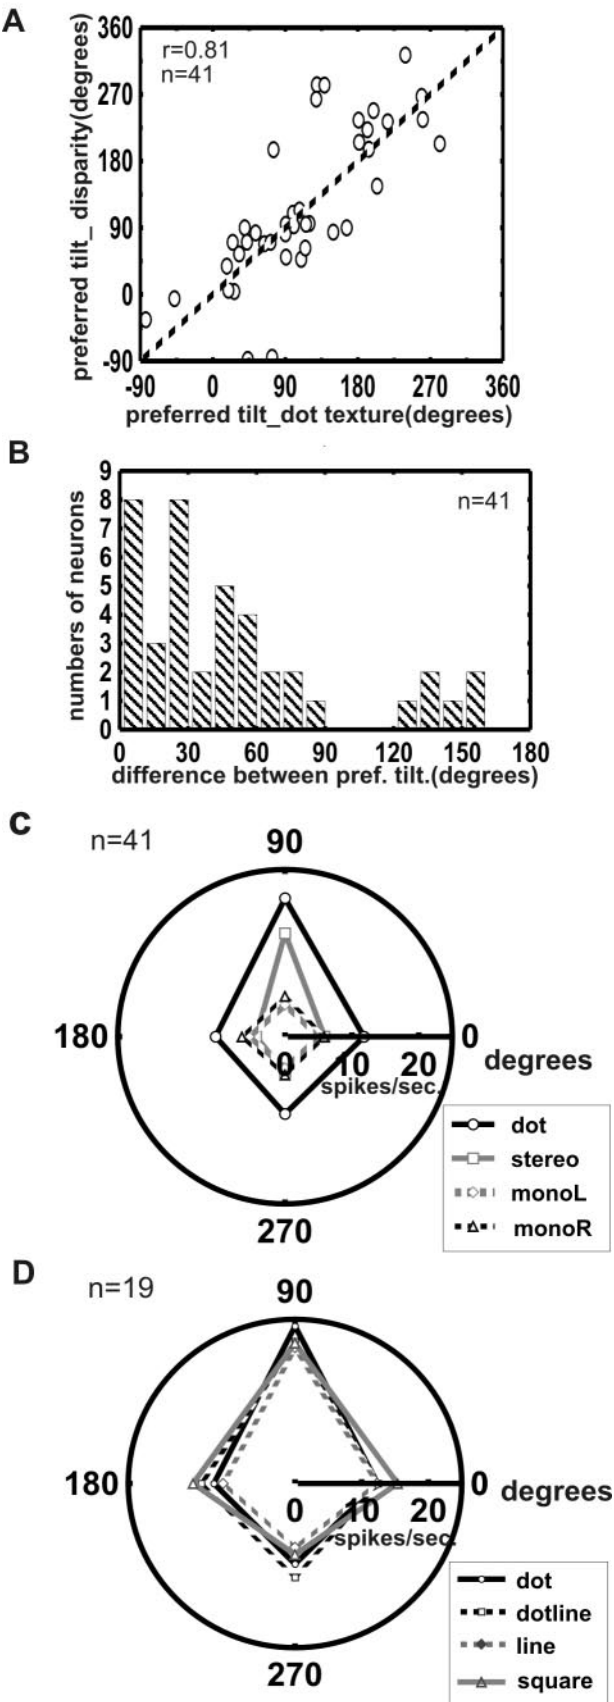 A
preferred tilt_ disparity(degrees)
r=0.81
n=41
360
270
180
90
0
-90
-90 0 90 180 270 360
preferred tilt_dot texture(degrees)
B
numbers of neurons
n=41
9
8
7
6
5
4
3
2
1
0
0 30 60 90 120 150 180
difference between pref. tilt.(degrees)
C
n=41
90
180
0
degrees
0 10 20
spikes/sec.
270
dot
stereo
monoL
monoR
D
n=19
90
180
0
degrees
0 10 20
spikes/sec.
270
dot
dotline
line
square